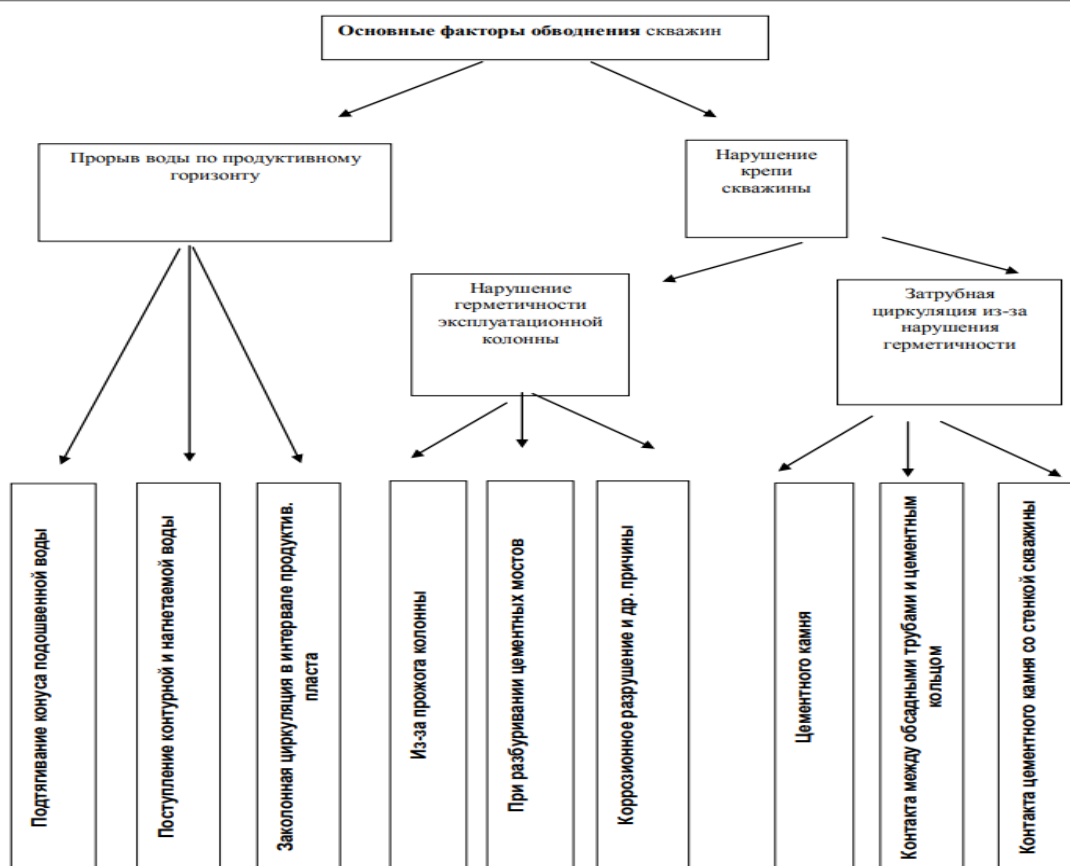 Основные факторы обводнения скважин
Прорыв воды по продуктивному
горизонту
Нарушение
крепи
скважины
Нарушение
герметичности
эксплуатационной
колонны
Затрубная
циркуляция из-за
нарушения
герметичности
Подтягивание конуса подошвенной воды
Поступление контурной и нагнетаемой воды
Заколонная циркуляция в интервале продуктив.
пласта
Из-за прожога колонны
При разбуривании цементных мостов
Коррозионное разрушение и др. причины
Цементного камня
Контакта между обсадными трубами и цементным
кольцом
Контакта цементного камня со стенкой скважины